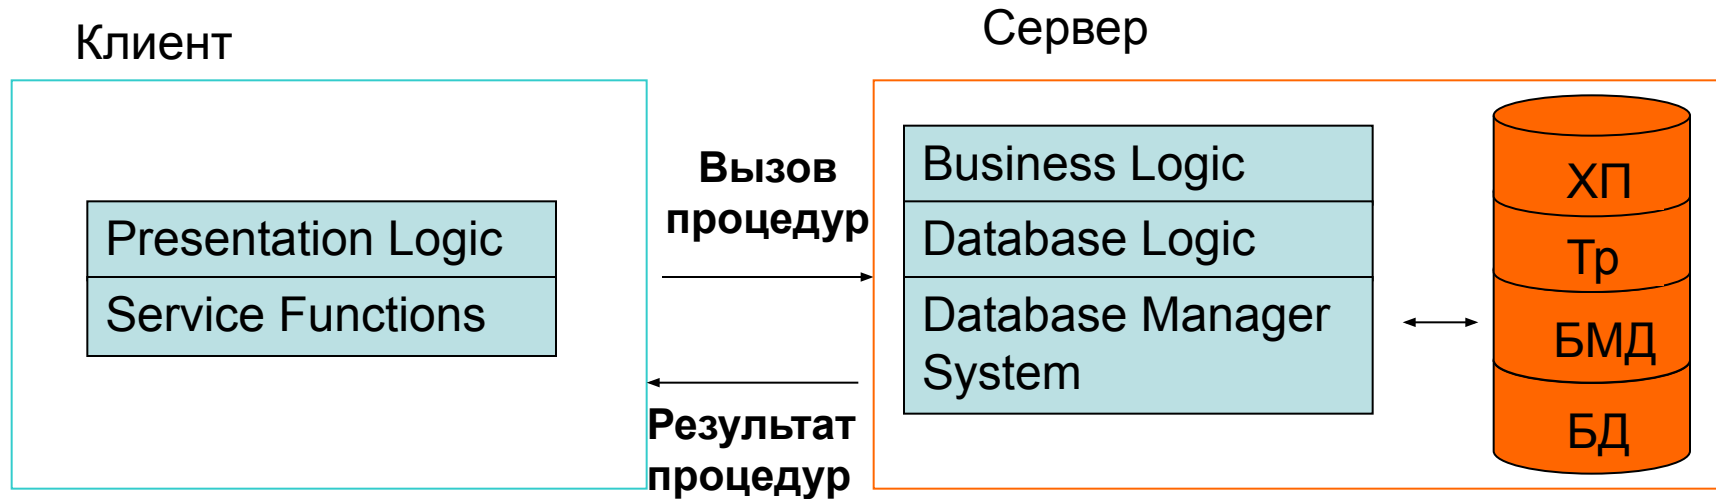 Клиент
Сервер
Presentation Logic
Service Functions
Вызов
процедур
Результат
процедур
Business Logic
Database Logic
Database Manager
System
ХП
Тр
БМД
БД